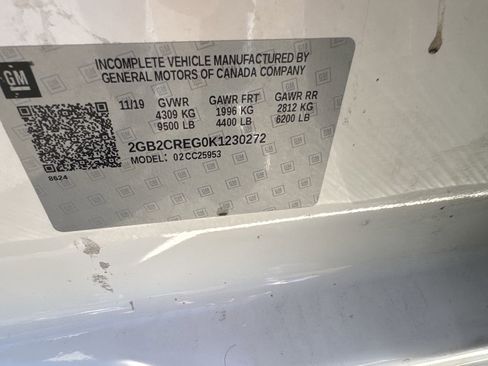 GM
INCOMPLETE VEHICLE MANUFACTURED BY
GENERAL MOTORS OF CANADA COMPANY
11/19 GVWR GAWR FRT GAWR RR
4309 KG 1996 KG 2812 KG
9500 LB 4400 LB 6200 LB
2GB2CREG0K1230272
MODEL: 02CC25953
8624